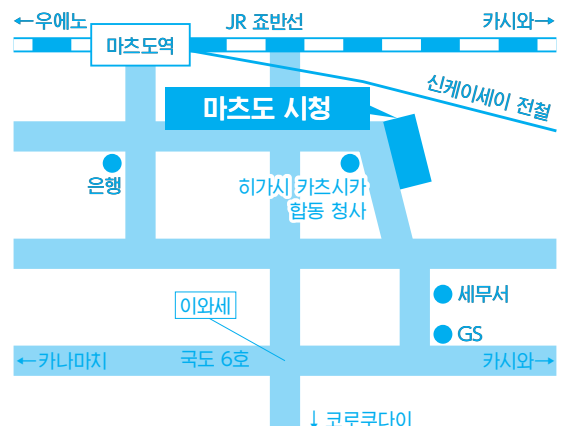 ←우에노
JR 죠반선
카시와→
마츠도역
신케이세이 전철
마츠도 시청
은행
히가시 카츠시카
합동 청사
세무서
이와세
GS
←카나마치
국도 6호
카시와→
↓코로쿠다이